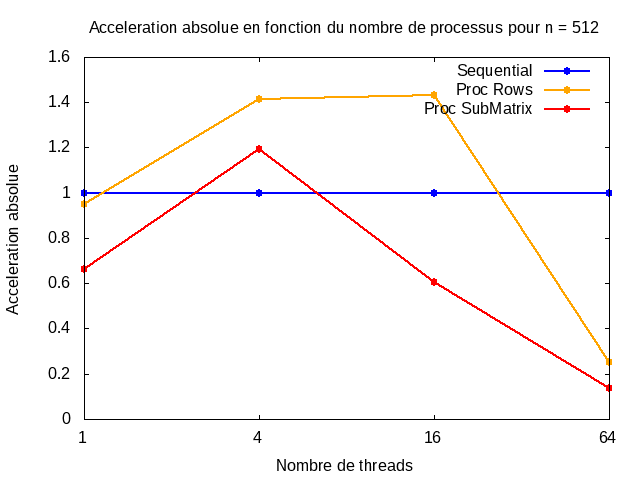 Acceleration absolue en fonction du nombre de processus pour n = 512
Sequential
Proc Rows
Proc SubMatrix
Acceleration absolue
1.6
1.4
1.2
1
0.8
0.6
0.4
0.2
0
1 4 16 64
Nombre de threads